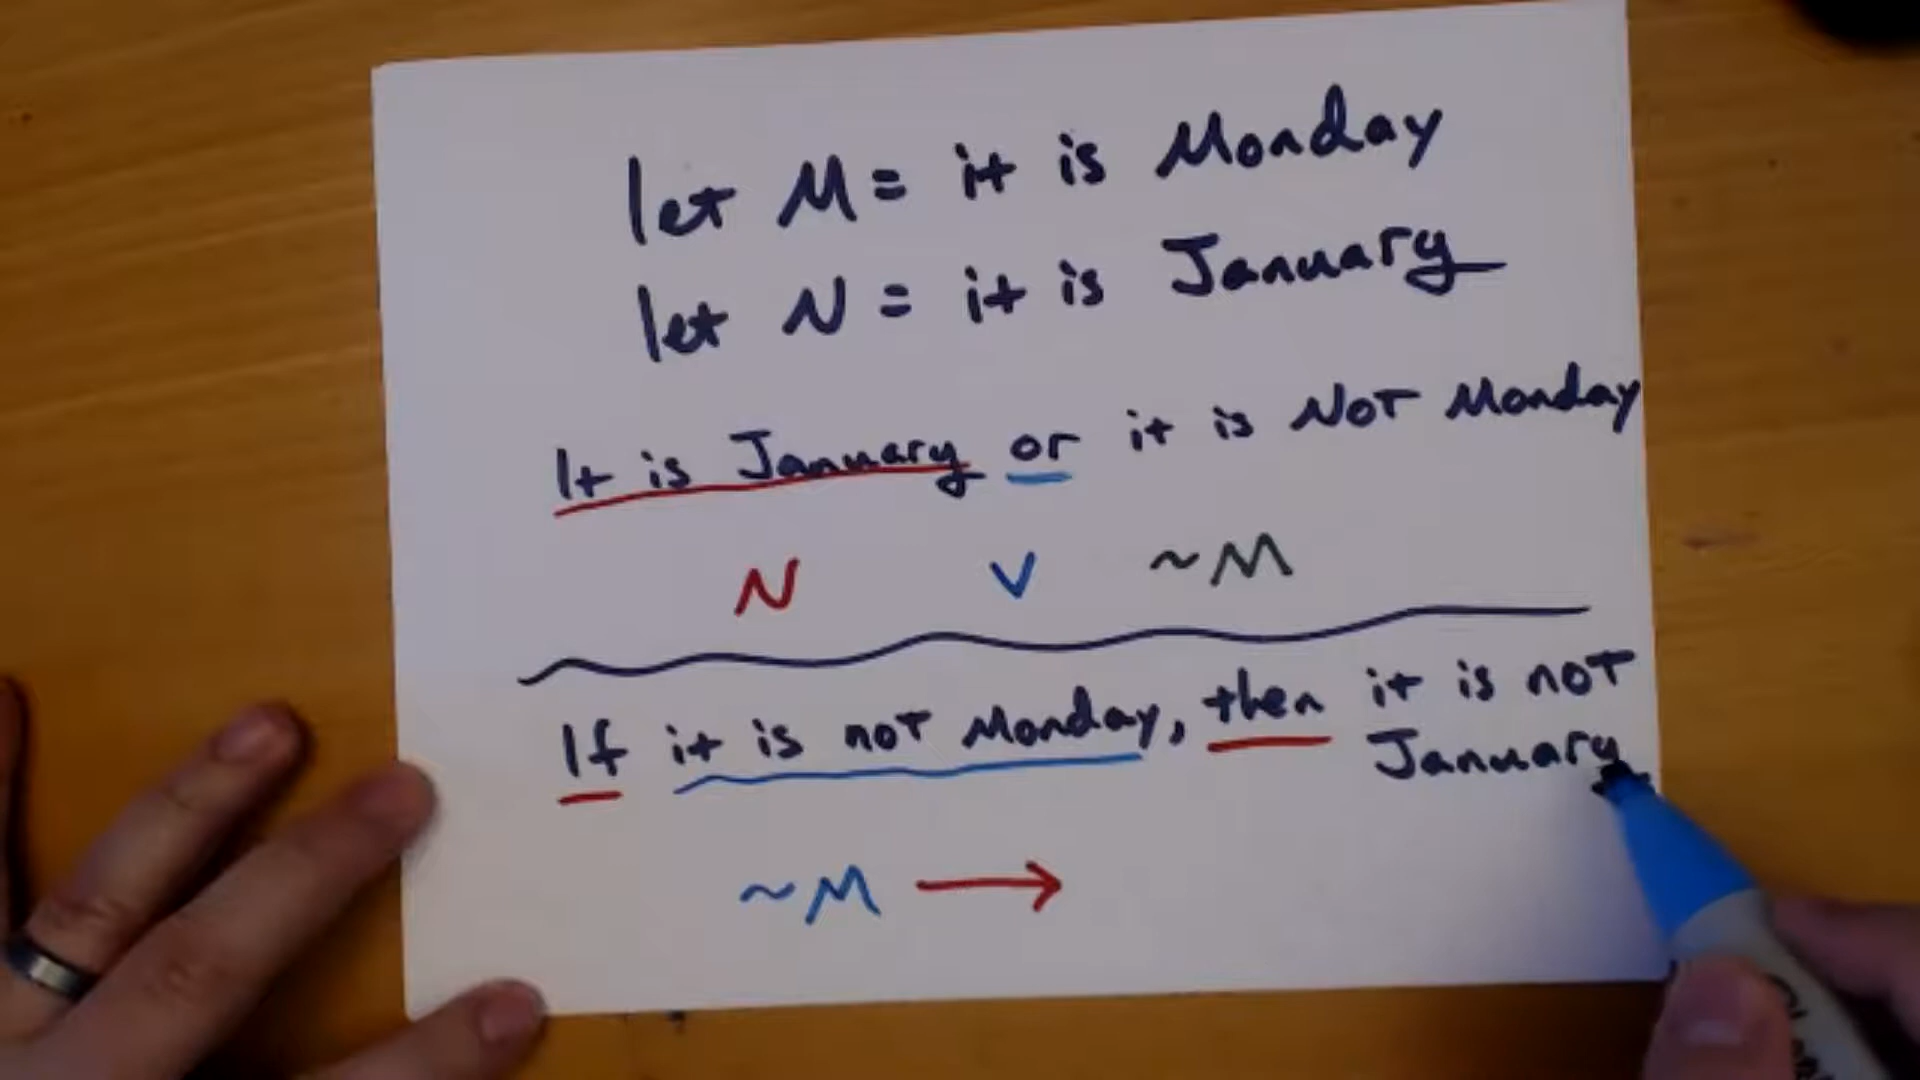 let M = it is Monday
let N = it is January
It is January or it is NOT Monday
N V ~M
If it is not Monday, then it is not
January
~M →